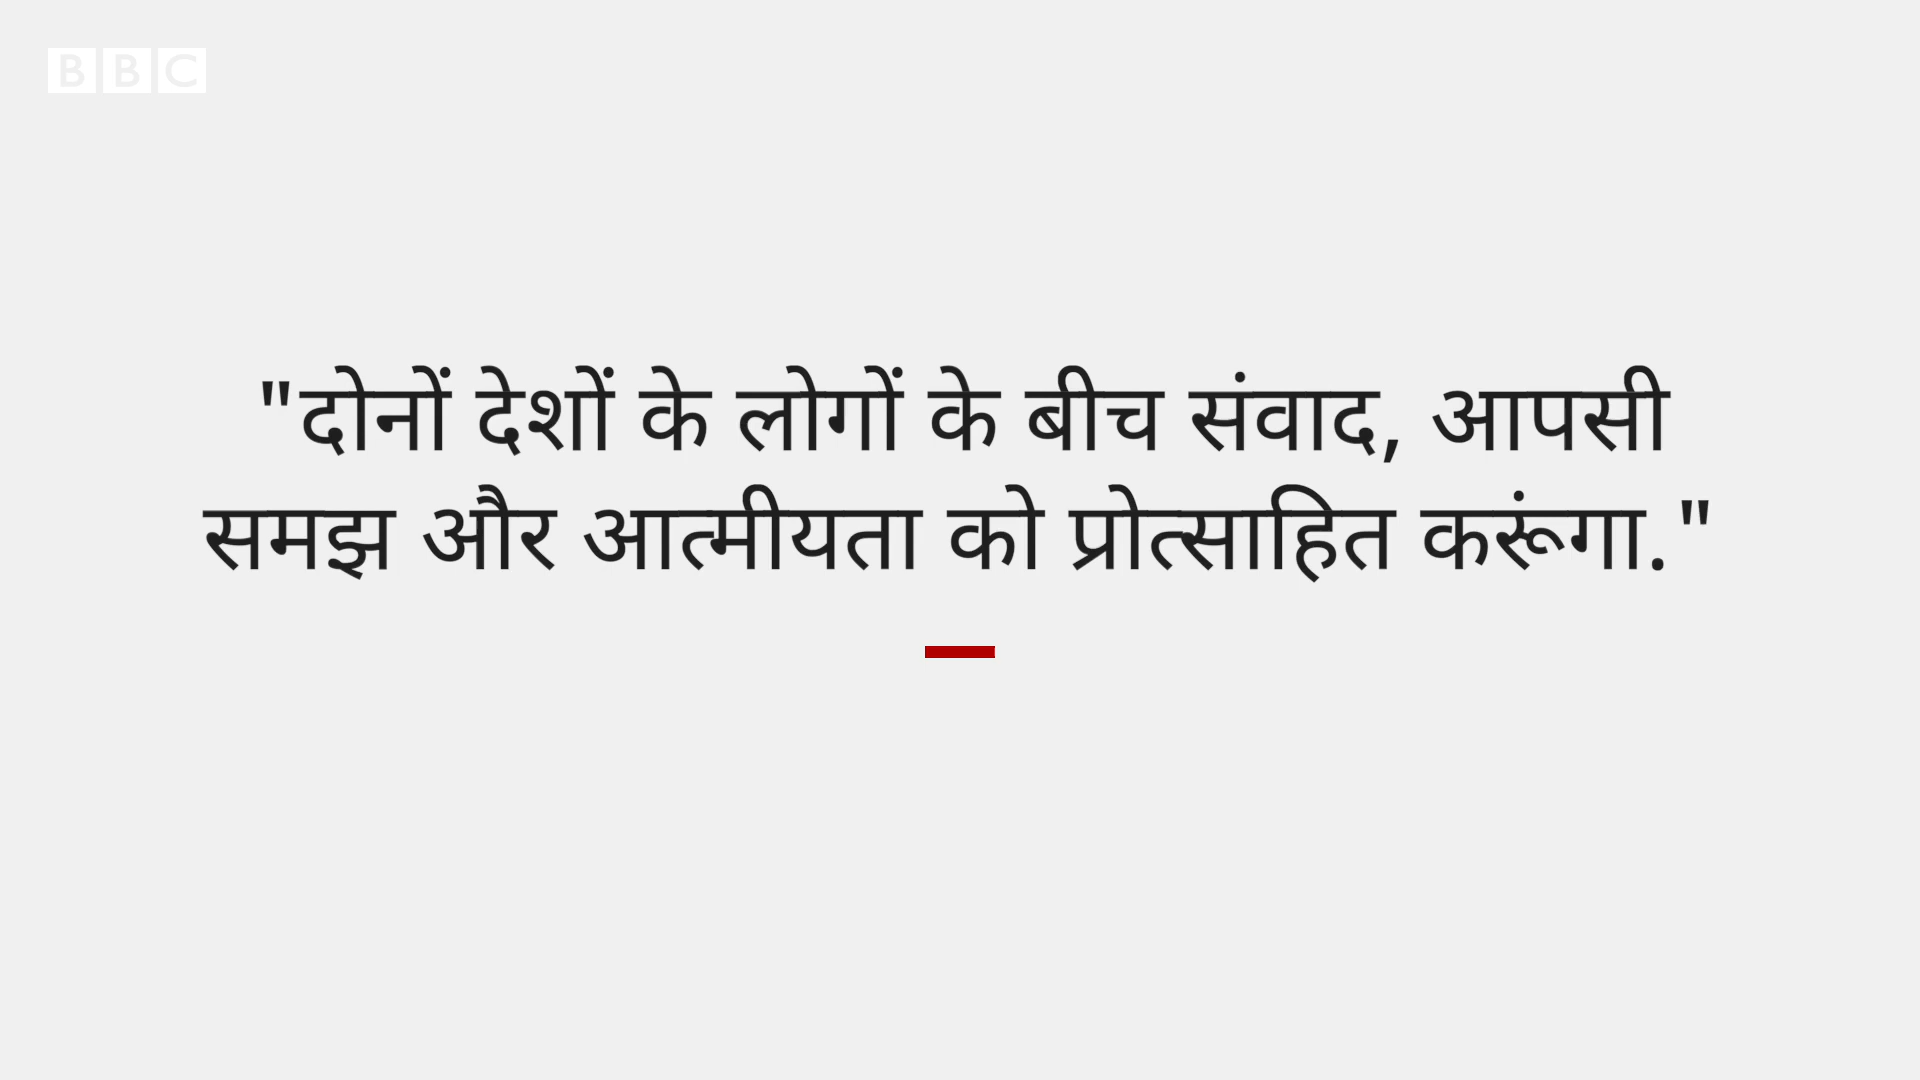 BBC
"दोनों देशों के लोगों के बीच संवाद, आपसी
समझ और आत्मीयता को प्रोत्साहित करूंगा."